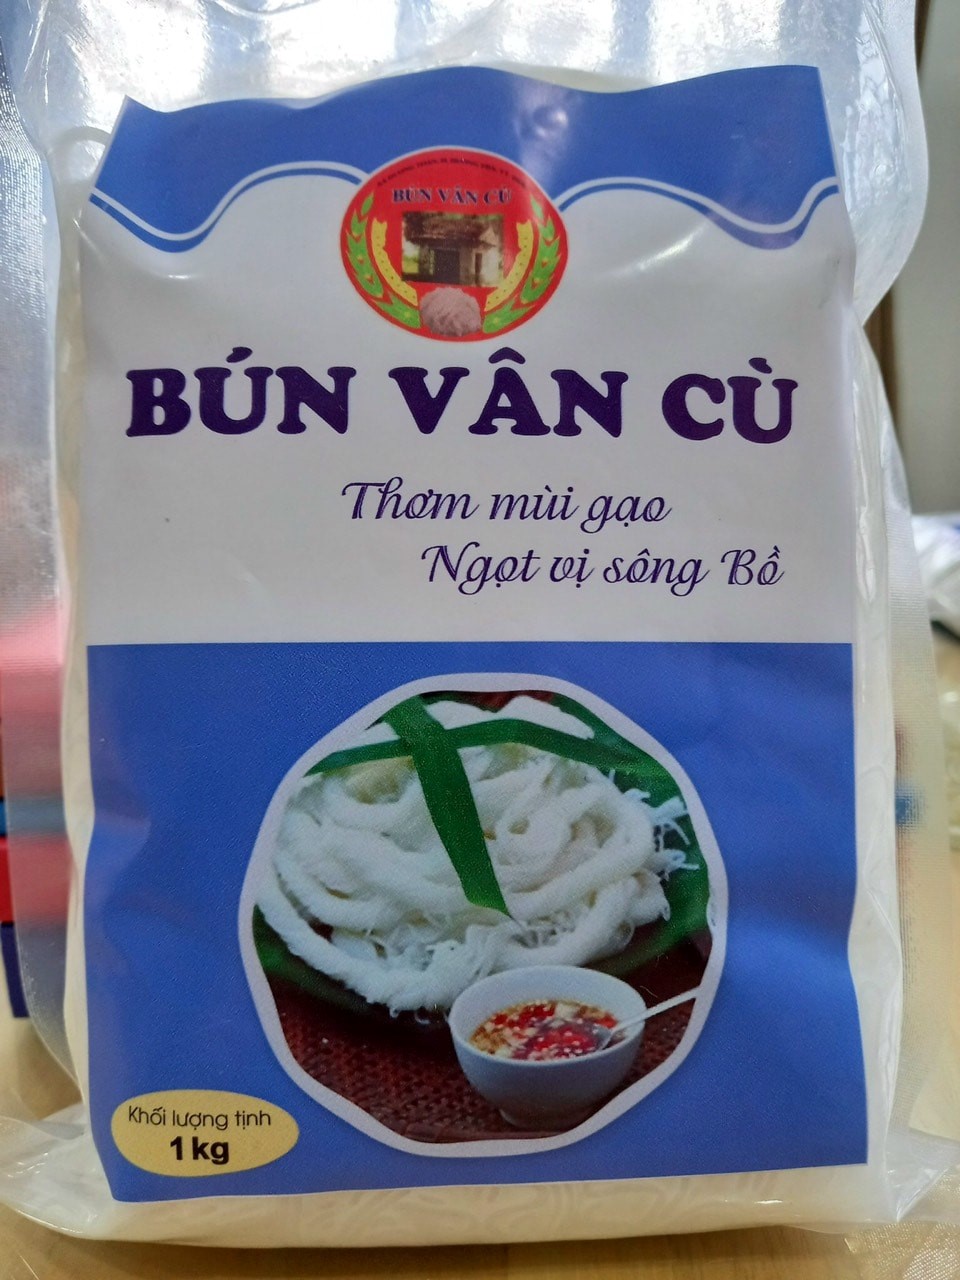 BÚN VÂN CÙ
BÚN VÂN CÙ
Thơm mùi gạo
Ngọt vị sông Bồ
Khối lượng tịnh
1 kg